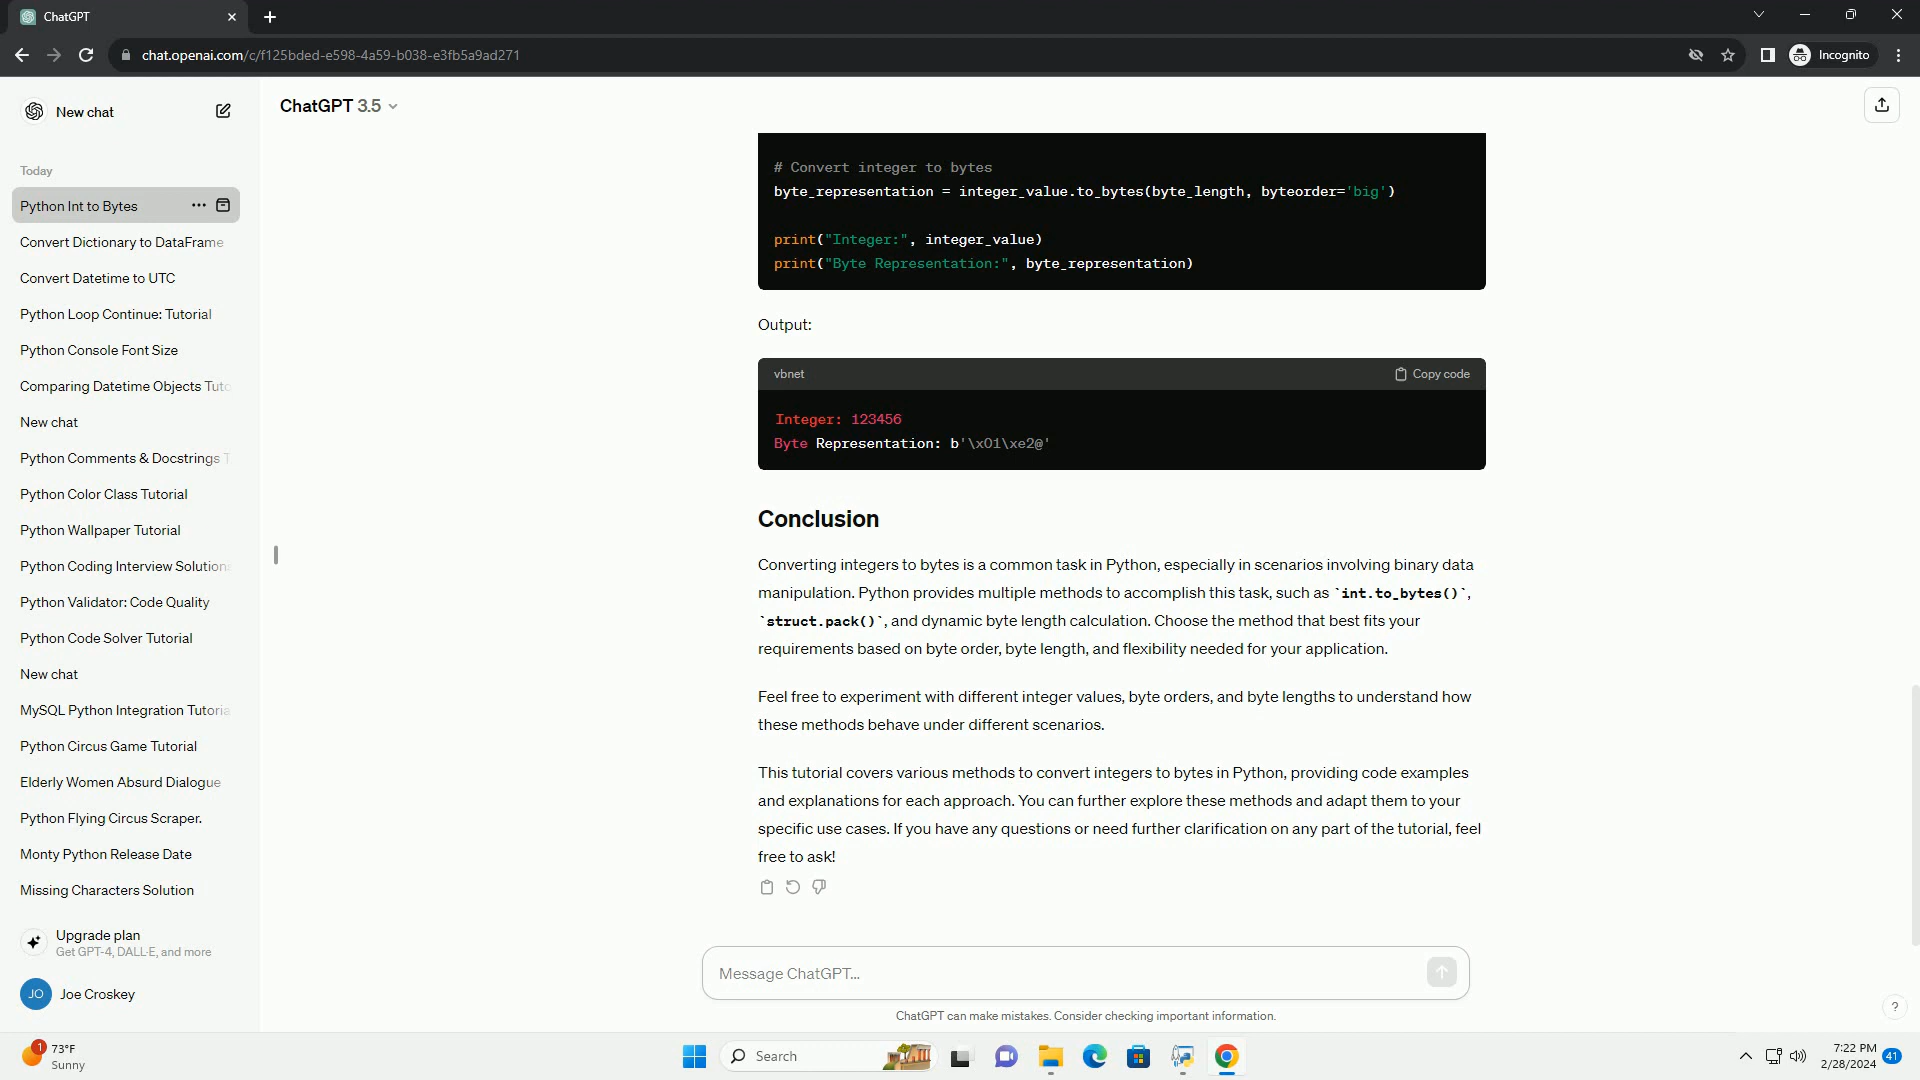 ChatGPT
chat.openai.com/c/f125bded-e598-4a59-b038-e3fb5a9ad271
Incognito
New chat
ChatGPT 3.5
Today
Python Int to Bytes
Convert Dictionary to DataFrame
Convert Datetime to UTC
Python Loop Continue: Tutorial
Python Console Font Size
Comparing Datetime Objects Tuto
New chat
Python Comments & Docstrings T
Python Color Class Tutorial
Python Wallpaper Tutorial
Python Coding Interview Solution
Python Validator: Code Quality
Python Code Solver Tutorial
New chat
MySQL Python Integration Tutoria
Python Circus Game Tutorial
Elderly Women Absurd Dialogue
Python Flying Circus Scraper.
Monty Python Release Date
Missing Characters Solution
Upgrade plan
Get GPT-4, DALL·E, and more
JO
Joe Croskey
# Convert integer to bytes
byte_representation = integer_value.to_bytes(byte_length, byteorder='big')
print("Integer:", integer_value)
print("Byte Representation:", byte_representation)
Output:
vbnet
Copy code
Integer: 123456
Byte Representation: b'\x01\xe2@'
Conclusion
Converting integers to bytes is a common task in Python, especially in scenarios involving binary data
manipulation. Python provides multiple methods to accomplish this task, such as `int.to_bytes()`,
`struct.pack()`, and dynamic byte length calculation. Choose the method that best fits your
requirements based on byte order, byte length, and flexibility needed for your application.
Feel free to experiment with different integer values, byte orders, and byte lengths to understand how
these methods behave under different scenarios.
This tutorial covers various methods to convert integers to bytes in Python, providing code examples
and explanations for each approach. You can further explore these methods and adapt them to your
specific use cases. If you have any questions or need further clarification on any part of the tutorial, feel
free to ask!
Message ChatGPT...
ChatGPT can make mistakes. Consider checking important information.
?
1
73°F
Sunny
Search
7:22 PM
2/28/2024
41